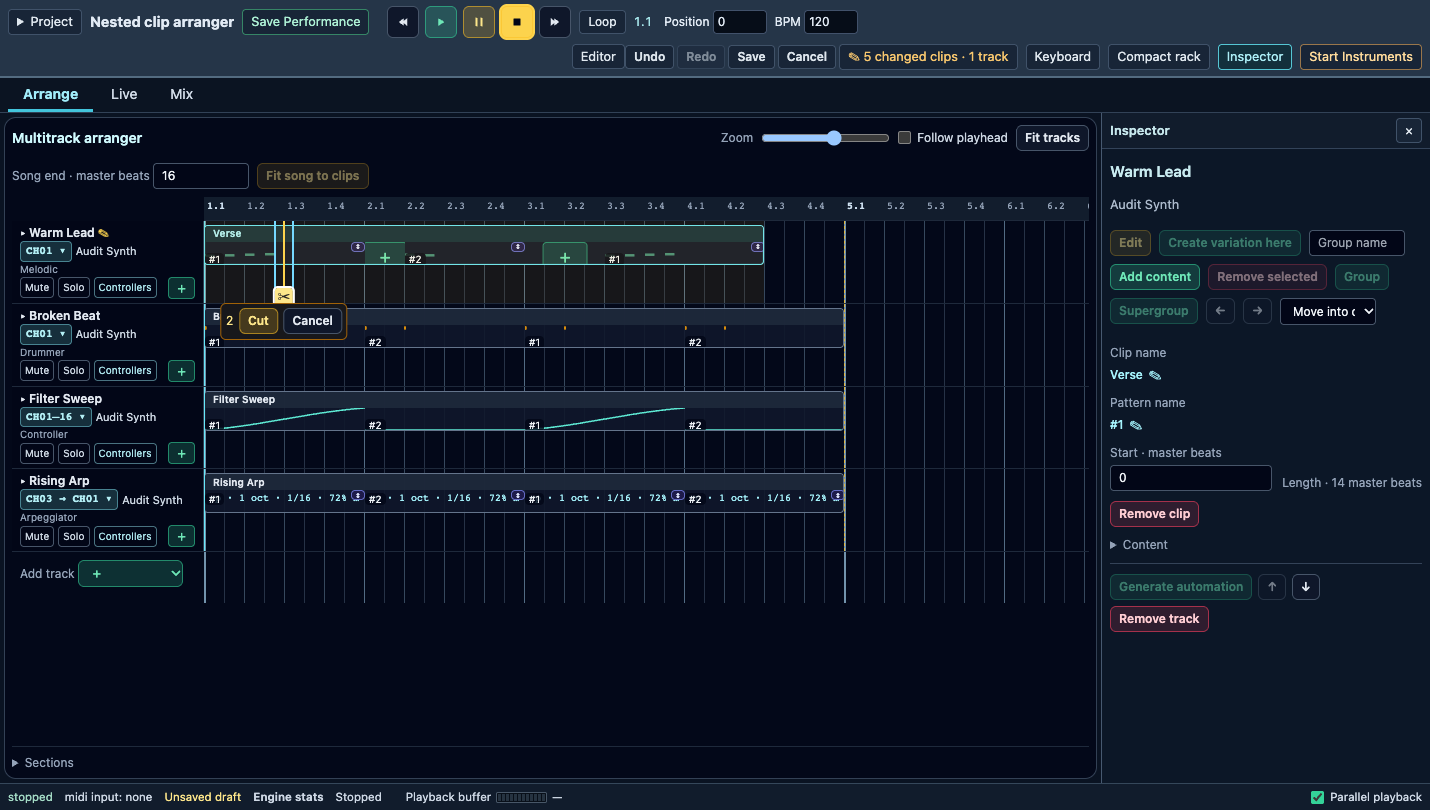 Project
Nested clip arranger
Save Performance
Loop
1.1
Position 0
BPM 120
Editor
Undo
Redo
Save
Cancel
✎ 5 changed clips · 1 track
Keyboard
Compact rack
Inspector
Start Instruments
Arrange
Live
Mix
Multitrack arranger
Zoom
Follow playhead
Fit tracks
Song end · master beats 16
Fit song to clips
1.1 1.2 1.3 1.4 2.1 2.2 2.3 2.4 3.1 3.2 3.3 3.4 4.1 4.2 4.3 4.4 5.1 5.2 5.3 5.4 6.1 6.2
Warm Lead ✎
CH01 ▾ Audit Synth
Melodic
Mute Solo Controllers +
Verse
#1 + #2 + #1
2 Cut Cancel
Broken Beat
CH01 ▾ Audit Synth
Drummer
Mute Solo Controllers +
#1 #2 #1 #2
Filter Sweep
CH01–16 ▾ Audit Synth
Controller
Mute Solo Controllers +
Filter Sweep
#1 #2 #1 #2
Rising Arp
CH03 → CH01 ▾ Audit Synth
Arpeggiator
Mute Solo Controllers +
Rising Arp
#1 · 1 oct · 1/16 · 72% #2 · 1 oct · 1/16 · 72% #1 · 1 oct · 1/16 · 72% #2 · 1 oct · 1/16 · 72%
Add track +
Sections
Inspector ×
Warm Lead
Audit Synth
Edit
Create variation here
Group name
Add content
Remove selected
Group
Supergroup
←
→
Move into
Clip name
Verse ✎
Pattern name
#1 ✎
Start · master beats
0
Length · 14 master beats
Remove clip
Content
Generate automation
↑
↓
Remove track
stopped
midi input: none
Unsaved draft
Engine stats
Stopped
Playback buffer —
Parallel playback